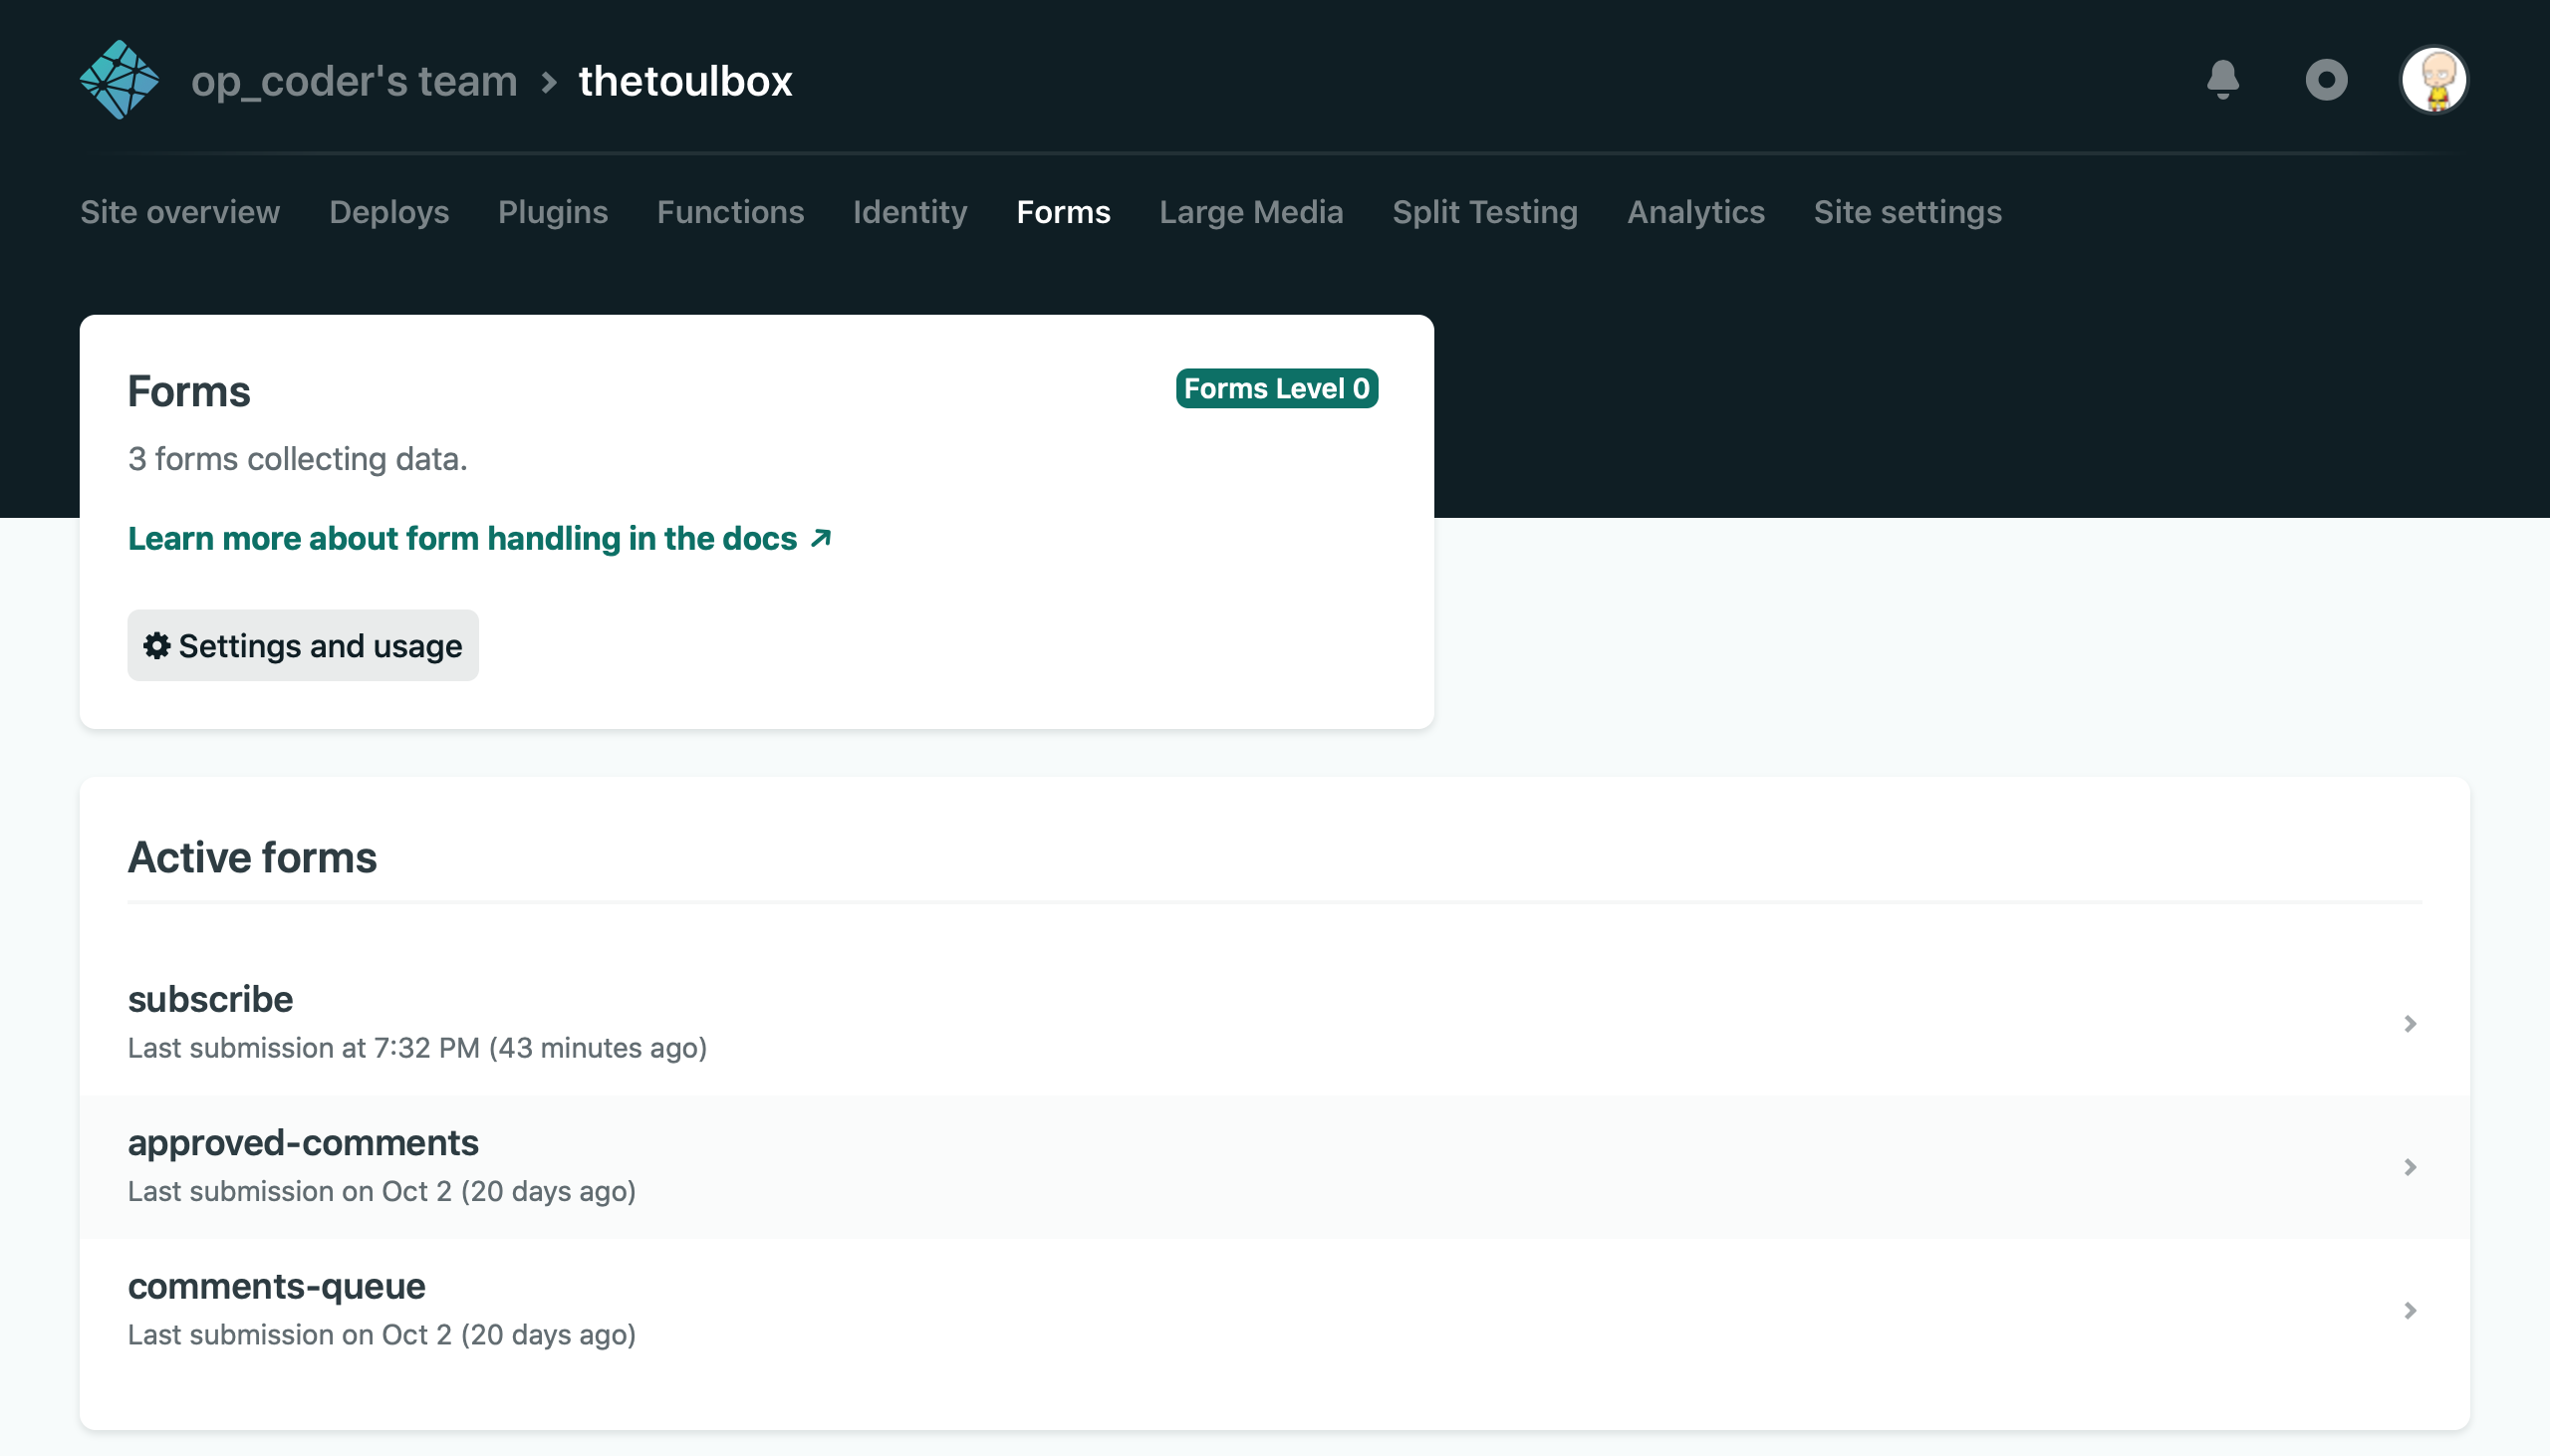 op_coder's team > thetoulbox
Site overview Deploys Plugins Functions Identity Forms Large Media Split Testing Analytics Site settings
Forms
Forms Level 0
3 forms collecting data.
Learn more about form handling in the docs ↗
Settings and usage
Active forms
subscribe
Last submission at 7:32 PM (43 minutes ago)
approved-comments
Last submission on Oct 2 (20 days ago)
comments-queue
Last submission on Oct 2 (20 days ago)